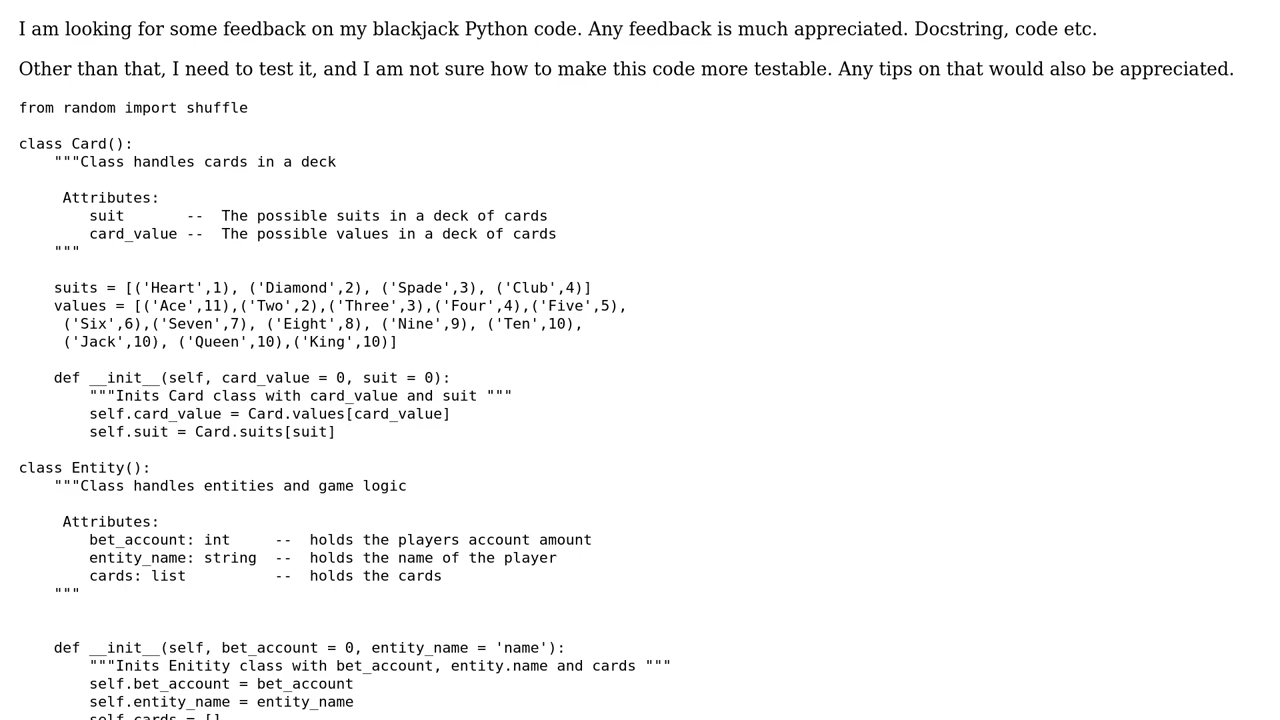 I am looking for some feedback on my blackjack Python code. Any feedback is much appreciated. Docstring, code etc.
Other than that, I need to test it, and I am not sure how to make this code more testable. Any tips on that would also be appreciated.
from random import shuffle
class Card():
    """Class handles cards in a deck
     Attributes:
        suit       --  The possible suits in a deck of cards
        card_value --  The possible values in a deck of cards
    """
    suits = [('Heart',1), ('Diamond',2), ('Spade',3), ('Club',4)]
    values = [('Ace',11),('Two',2),('Three',3),('Four',4),('Five',5),
     ('Six',6),('Seven',7), ('Eight',8), ('Nine',9), ('Ten',10),
     ('Jack',10), ('Queen',10),('King',10)]
    def __init__(self, card_value = 0, suit = 0):
        """Inits Card class with card_value and suit """
        self.card_value = Card.values[card_value]
        self.suit = Card.suits[suit]
class Entity():
    """Class handles entities and game logic
     Attributes:
        bet_account: int     --  holds the players account amount
        entity_name: string  --  holds the name of the player
        cards: list          --  holds the cards
    """
    def __init__(self, bet_account = 0, entity_name = 'name'):
        """Inits Enitity class with bet_account, entity.name and cards """
        self.bet_account = bet_account
        self.entity_name = entity_name
        self.cards = []